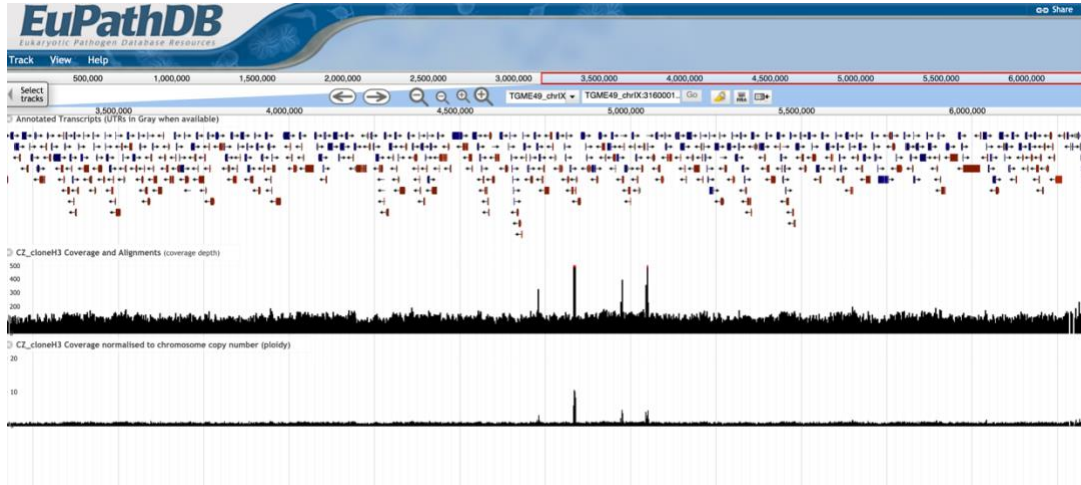 EuPathDB
Eukaryotic Pathogen Database Resources
Share
Track View Help
500,000 1,000,000 1,500,000 2,000,000 2,500,000 3,000,000 3,500,000 4,000,000 4,500,000 5,000,000 5,500,000 6,000,000
Select tracks
TGME49_chrIX TGME49_chrIX:3160001.. Go
3,500,000 4,000,000 4,500,000 5,000,000 5,500,000 6,000,000
Annotated Transcripts (UTRs in Gray when available)
CZ_cloneH3 Coverage and Alignments (coverage depth)
500
400
300
200
CZ_cloneH3 Coverage normalised to chromosome copy number (ploidy)
20
10